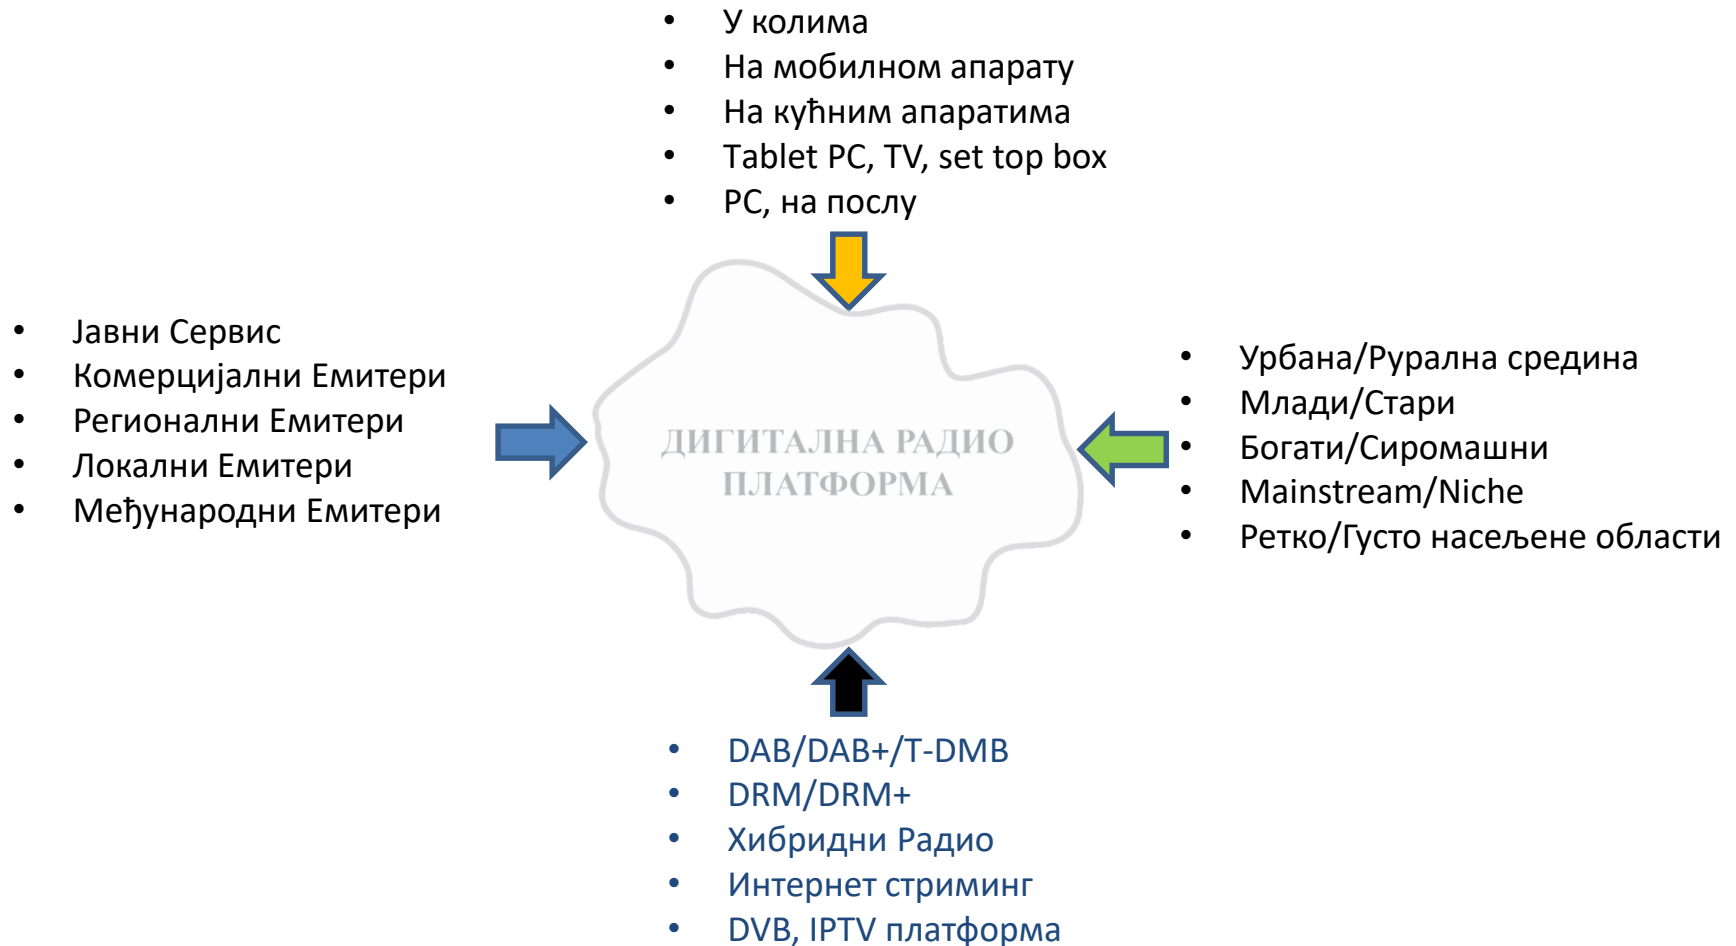 • У колима
• На мобилном апарату
• На кућним апаратима
• Tablet PC, TV, set top box
• PC, на послу
• Јавни Сервис
• Комерцијални Емитери
• Регионални Емитери
• Локални Емитери
• Међународни Емитери
ДИГИТАЛНА РАДИО
ПЛАТФОРМА
• Урбана/Рурална средина
• Млади/Стари
• Богати/Сиромашни
• Mainstream/Niche
• Ретко/Густо насељене области
• DAB/DAB+/T-DMB
• DRM/DRM+
• Хибридни Радио
• Интернет стриминг
• DVB, IPTV платформа